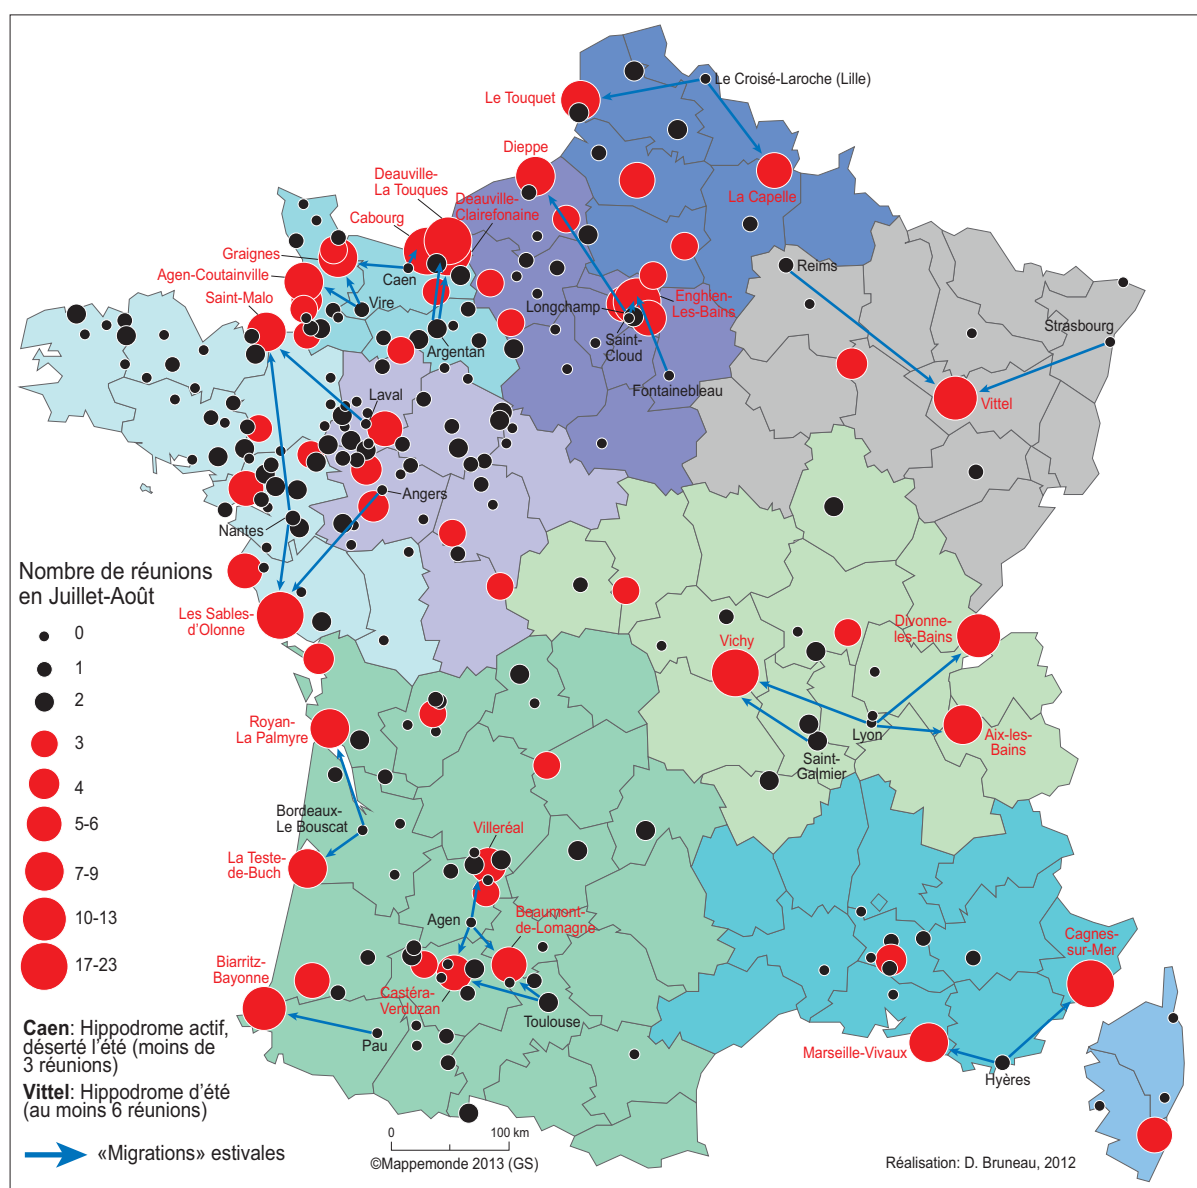 Le Croisé-Laroche (Lille)
Le Touquet
Dieppe
La Capelle
Deauville-
La Touques
Deauville-
Clairefonaine
Cabourg
Graignes
Agen-Coutainville
Saint-Malo
Caen
Vire
Argentan
Longchamp
Enghien-
Les-Bains
Saint-
Cloud
Fontainebleau
Reims
Strasbourg
Vittel
Laval
Angers
Nantes
Les Sables-
d'Olonne
Vichy
Divonne-
les-Bains
Lyon
Aix-les-
Bains
Saint-
Galmier
Royan-
La Palmyre
Bordeaux-
Le Bouscat
La Teste-
de-Buch
Villeréal
Agen
Beaumont-
de-Lomagne
Castéra-
Verduzan
Toulouse
Biarritz-
Bayonne
Pau
Cagnes-
sur-Mer
Marseille-Vivaux
Hyères
Nombre de réunions
en Juillet-Août
0
1
2
3
4
5-6
7-9
10-13
17-23
Caen: Hippodrome actif,
déserté l'été (moins de
3 réunions)
Vittel: Hippodrome d'été
(au moins 6 réunions)
«Migrations» estivales
0 100 km
©Mappemonde 2013 (GS)
Réalisation: D. Bruneau, 2012